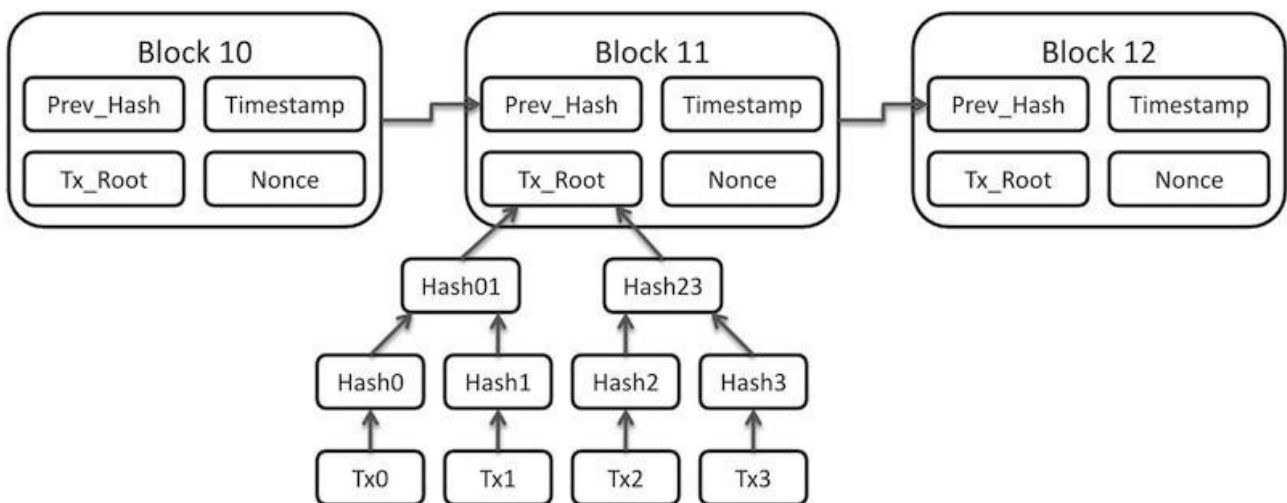 Block 10 Block 11 Block 12
Prev_Hash Timestamp Prev_Hash Timestamp Prev_Hash Timestamp
Tx_Root Nonce Tx_Root Nonce Tx_Root Nonce
Hash01 Hash23
Hash0 Hash1 Hash2 Hash3
Tx0 Tx1 Tx2 Tx3